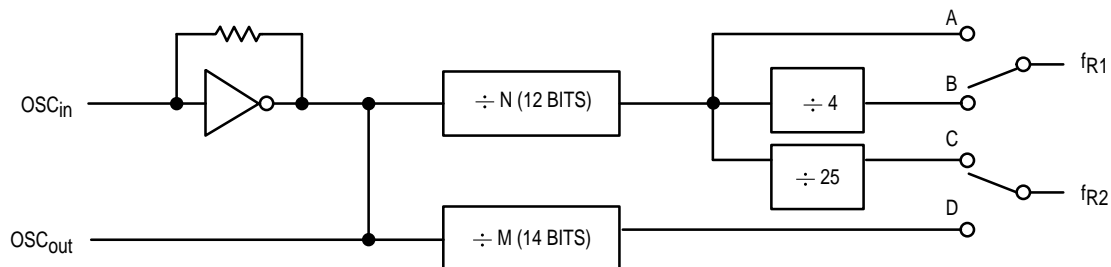 A
fR1
÷ N (12 BITS)
÷ 4
B
OSCin
C
÷ 25
fR2
D
÷ M (14 BITS)
OSCout